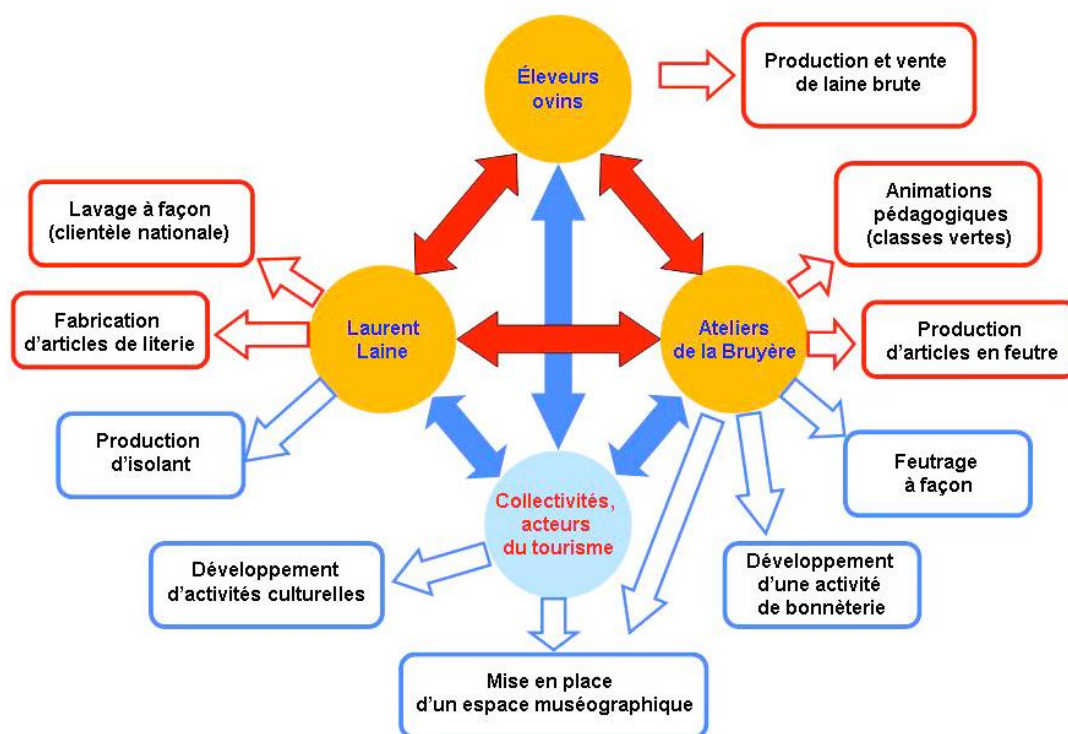 Éleveurs
ovins
Production et vente
de laine brute
Lavage à façon
(clientèle nationale)
Animations
pédagogiques
(classes vertes)
Fabrication
d'articles de literie
Laurent
Laine
Ateliers
de la Bruyère
Production
d'articles en feutre
Production
d'isolant
Feutrage
à façon
Collectivités,
acteurs
du tourisme
Développement
d'activités culturelles
Développement
d'une activité
de bonnèterie
Mise en place
d'un espace muséographique